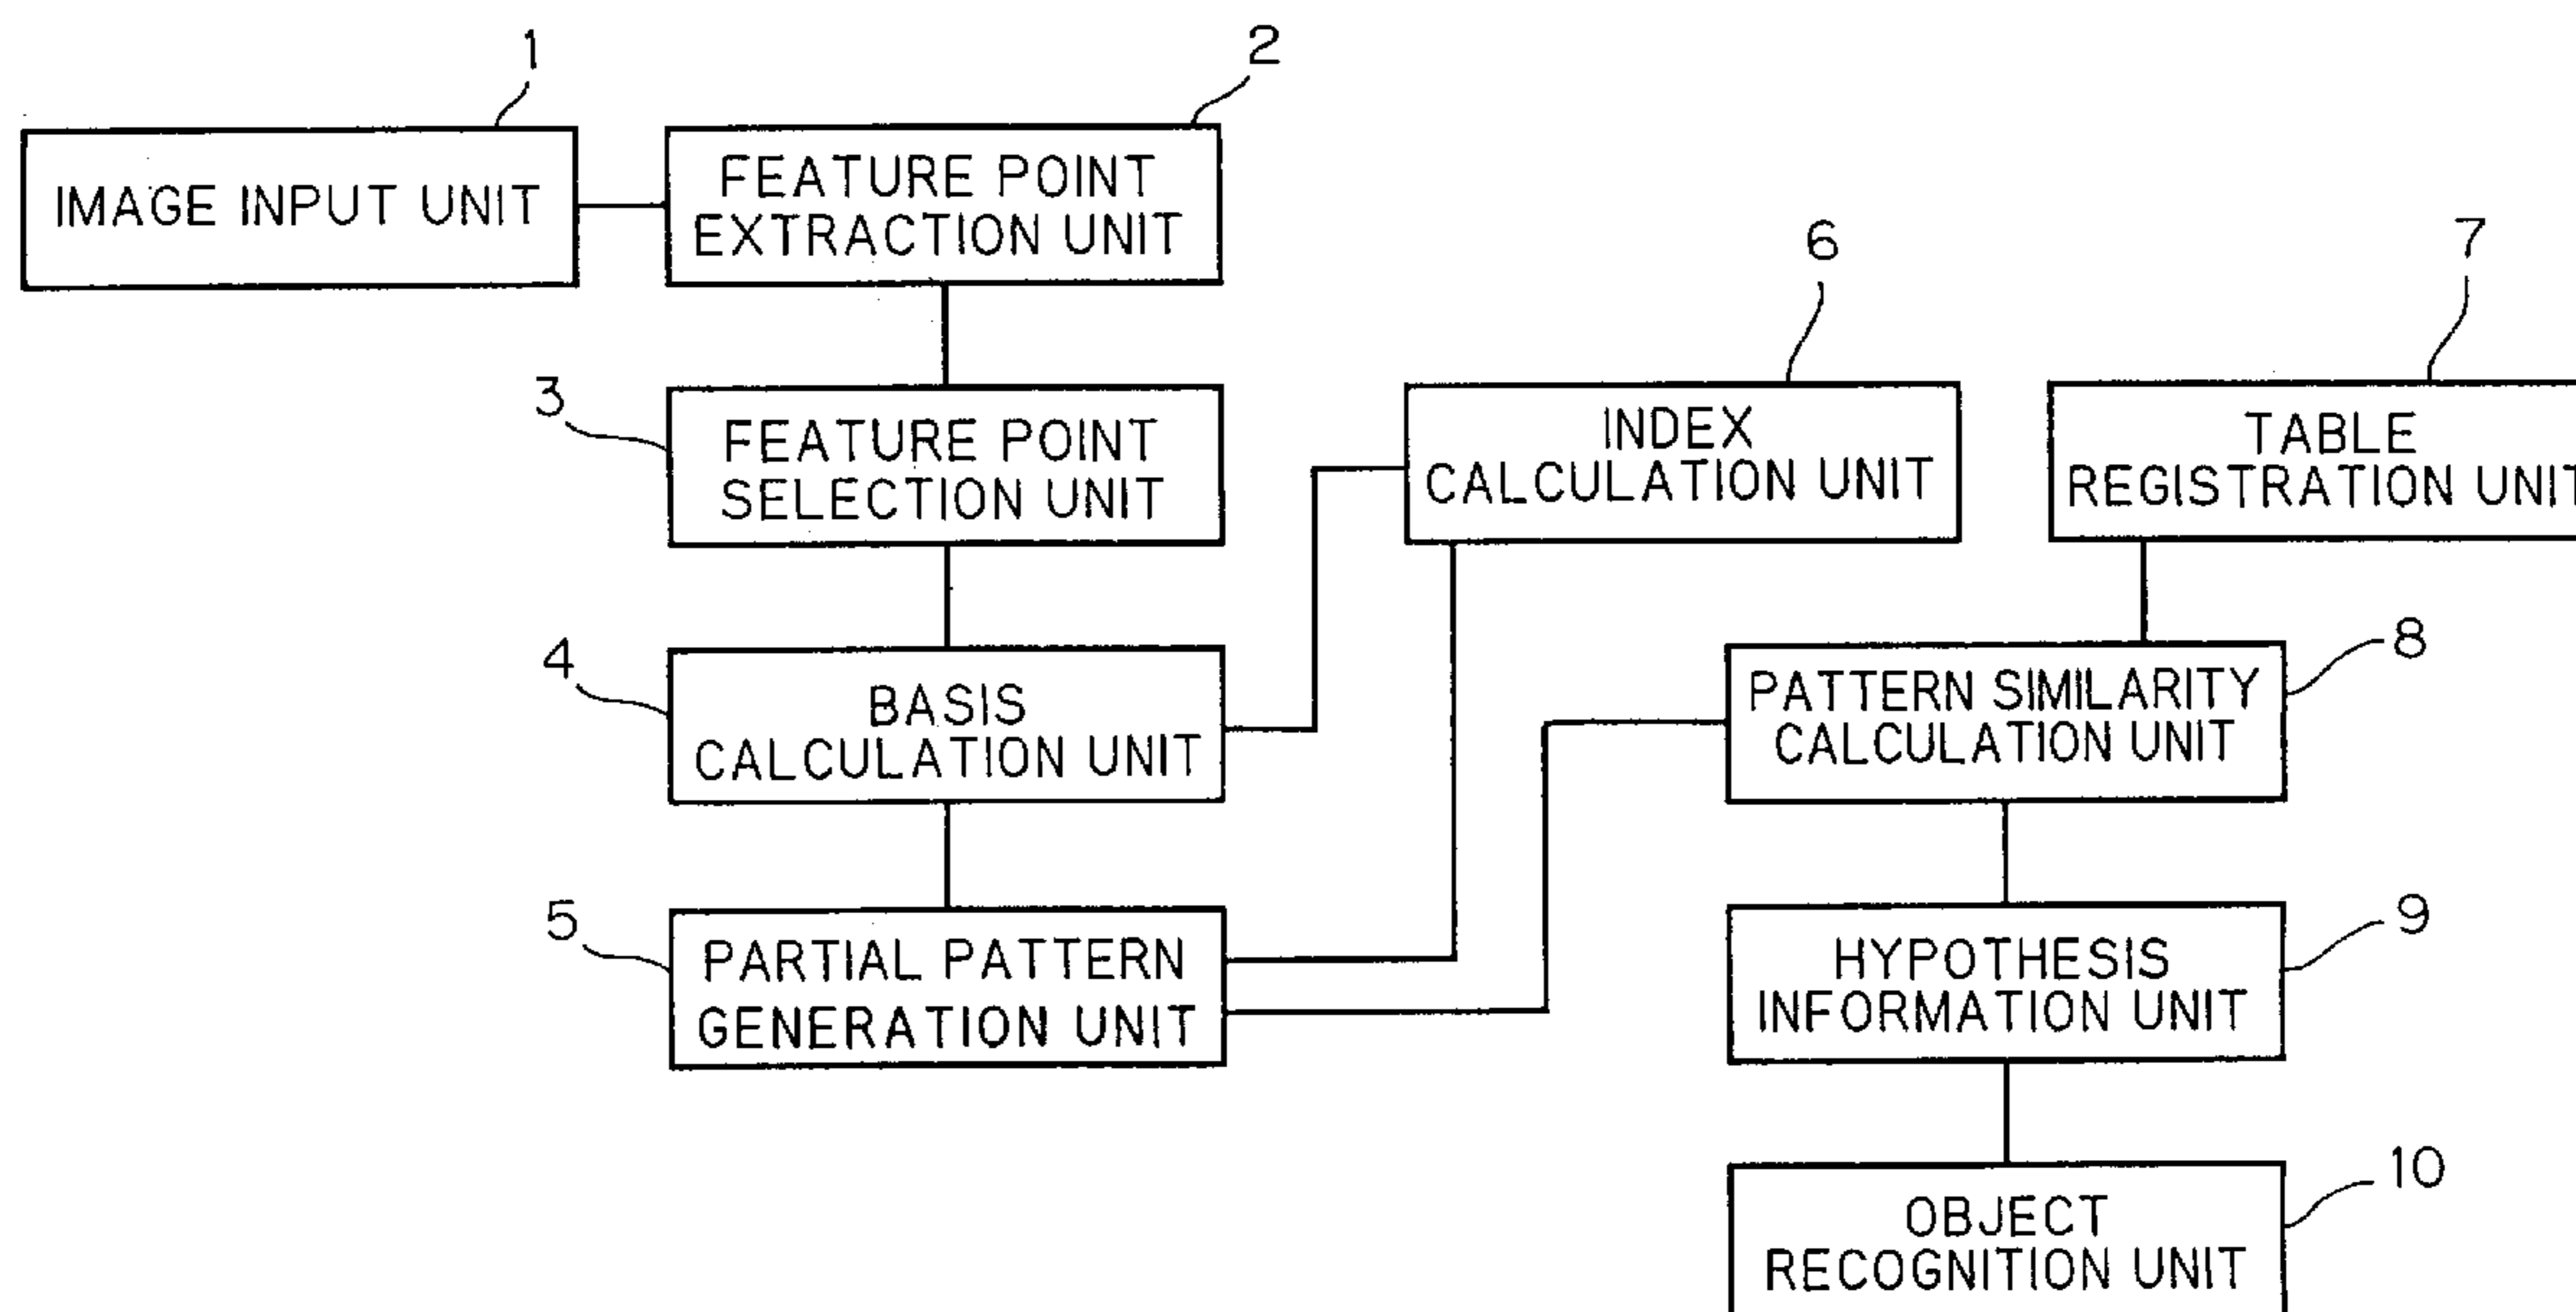 1
IMAGE INPUT UNIT
2
FEATURE POINT
EXTRACTION UNIT
3
FEATURE POINT
SELECTION UNIT
4
BASIS
CALCULATION UNIT
5
PARTIAL PATTERN
GENERATION UNIT
6
INDEX
CALCULATION UNIT
7
TABLE
REGISTRATION UNIT
8
PATTERN SIMILARITY
CALCULATION UNIT
9
HYPOTHESIS
INFORMATION UNIT
10
OBJECT
RECOGNITION UNIT